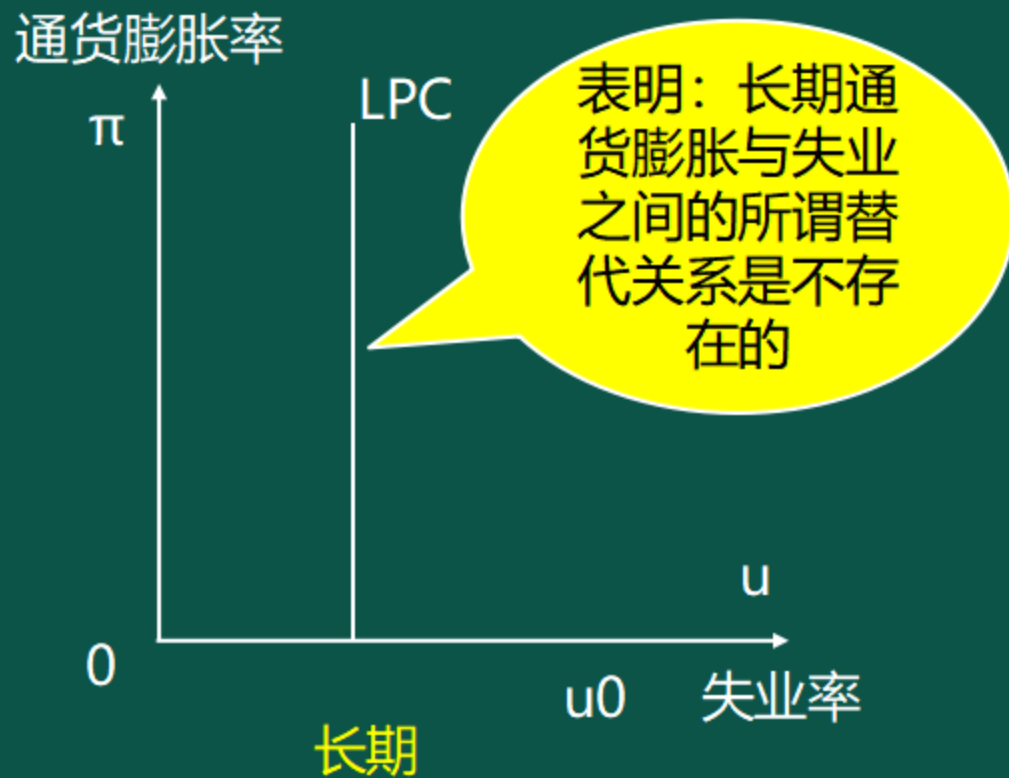 通货膨胀率
π
LPC
表明：长期通
货膨胀与失业
之间的所谓替
代关系是不存
在的
u
0
u0
失业率
长期